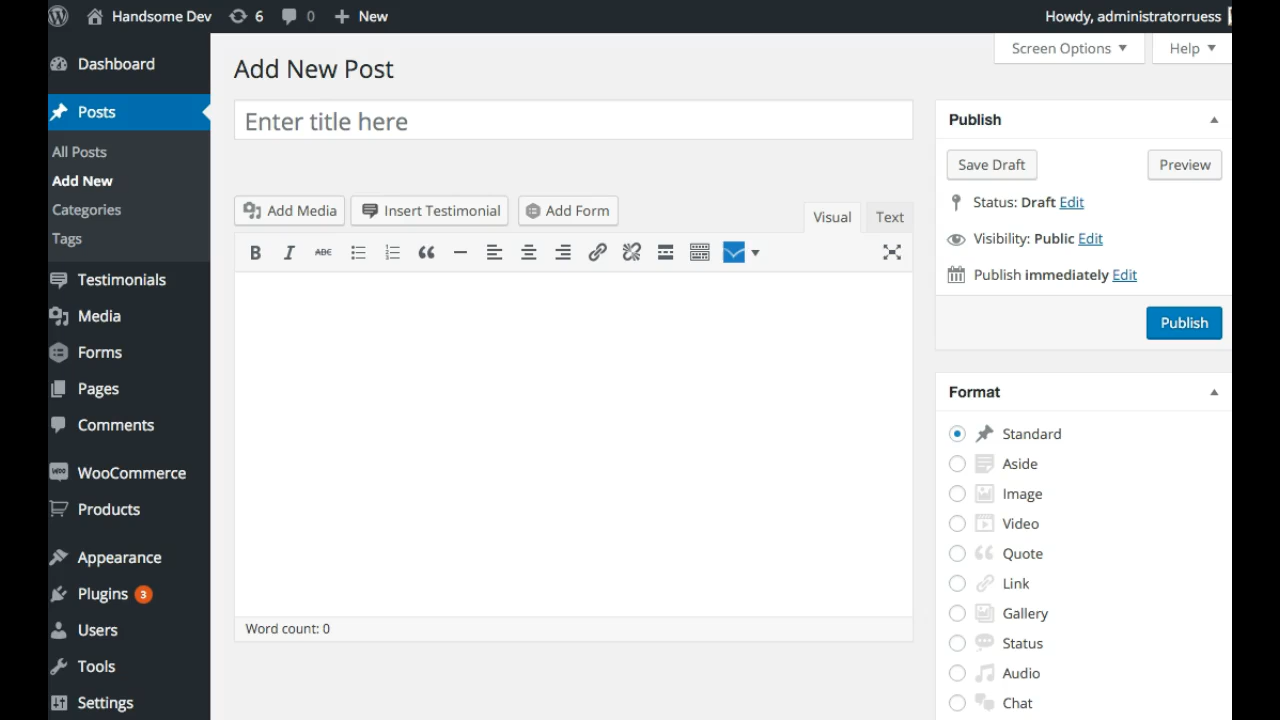 Handsome Dev 6 0 New Howdy, administratorruess
Screen Options Help
Dashboard
Posts
All Posts
Add New
Categories
Tags
Testimonials
Media
Forms
Pages
Comments
WooCommerce
Products
Appearance
Plugins 3
Users
Tools
Settings
Add New Post
Enter title here
Add Media Insert Testimonial Add Form
Visual Text
B I ABC
Word count: 0
Publish
Save Draft Preview
Status: Draft Edit
Visibility: Public Edit
Publish immediately Edit
Publish
Format
Standard
Aside
Image
Video
Quote
Link
Gallery
Status
Audio
Chat